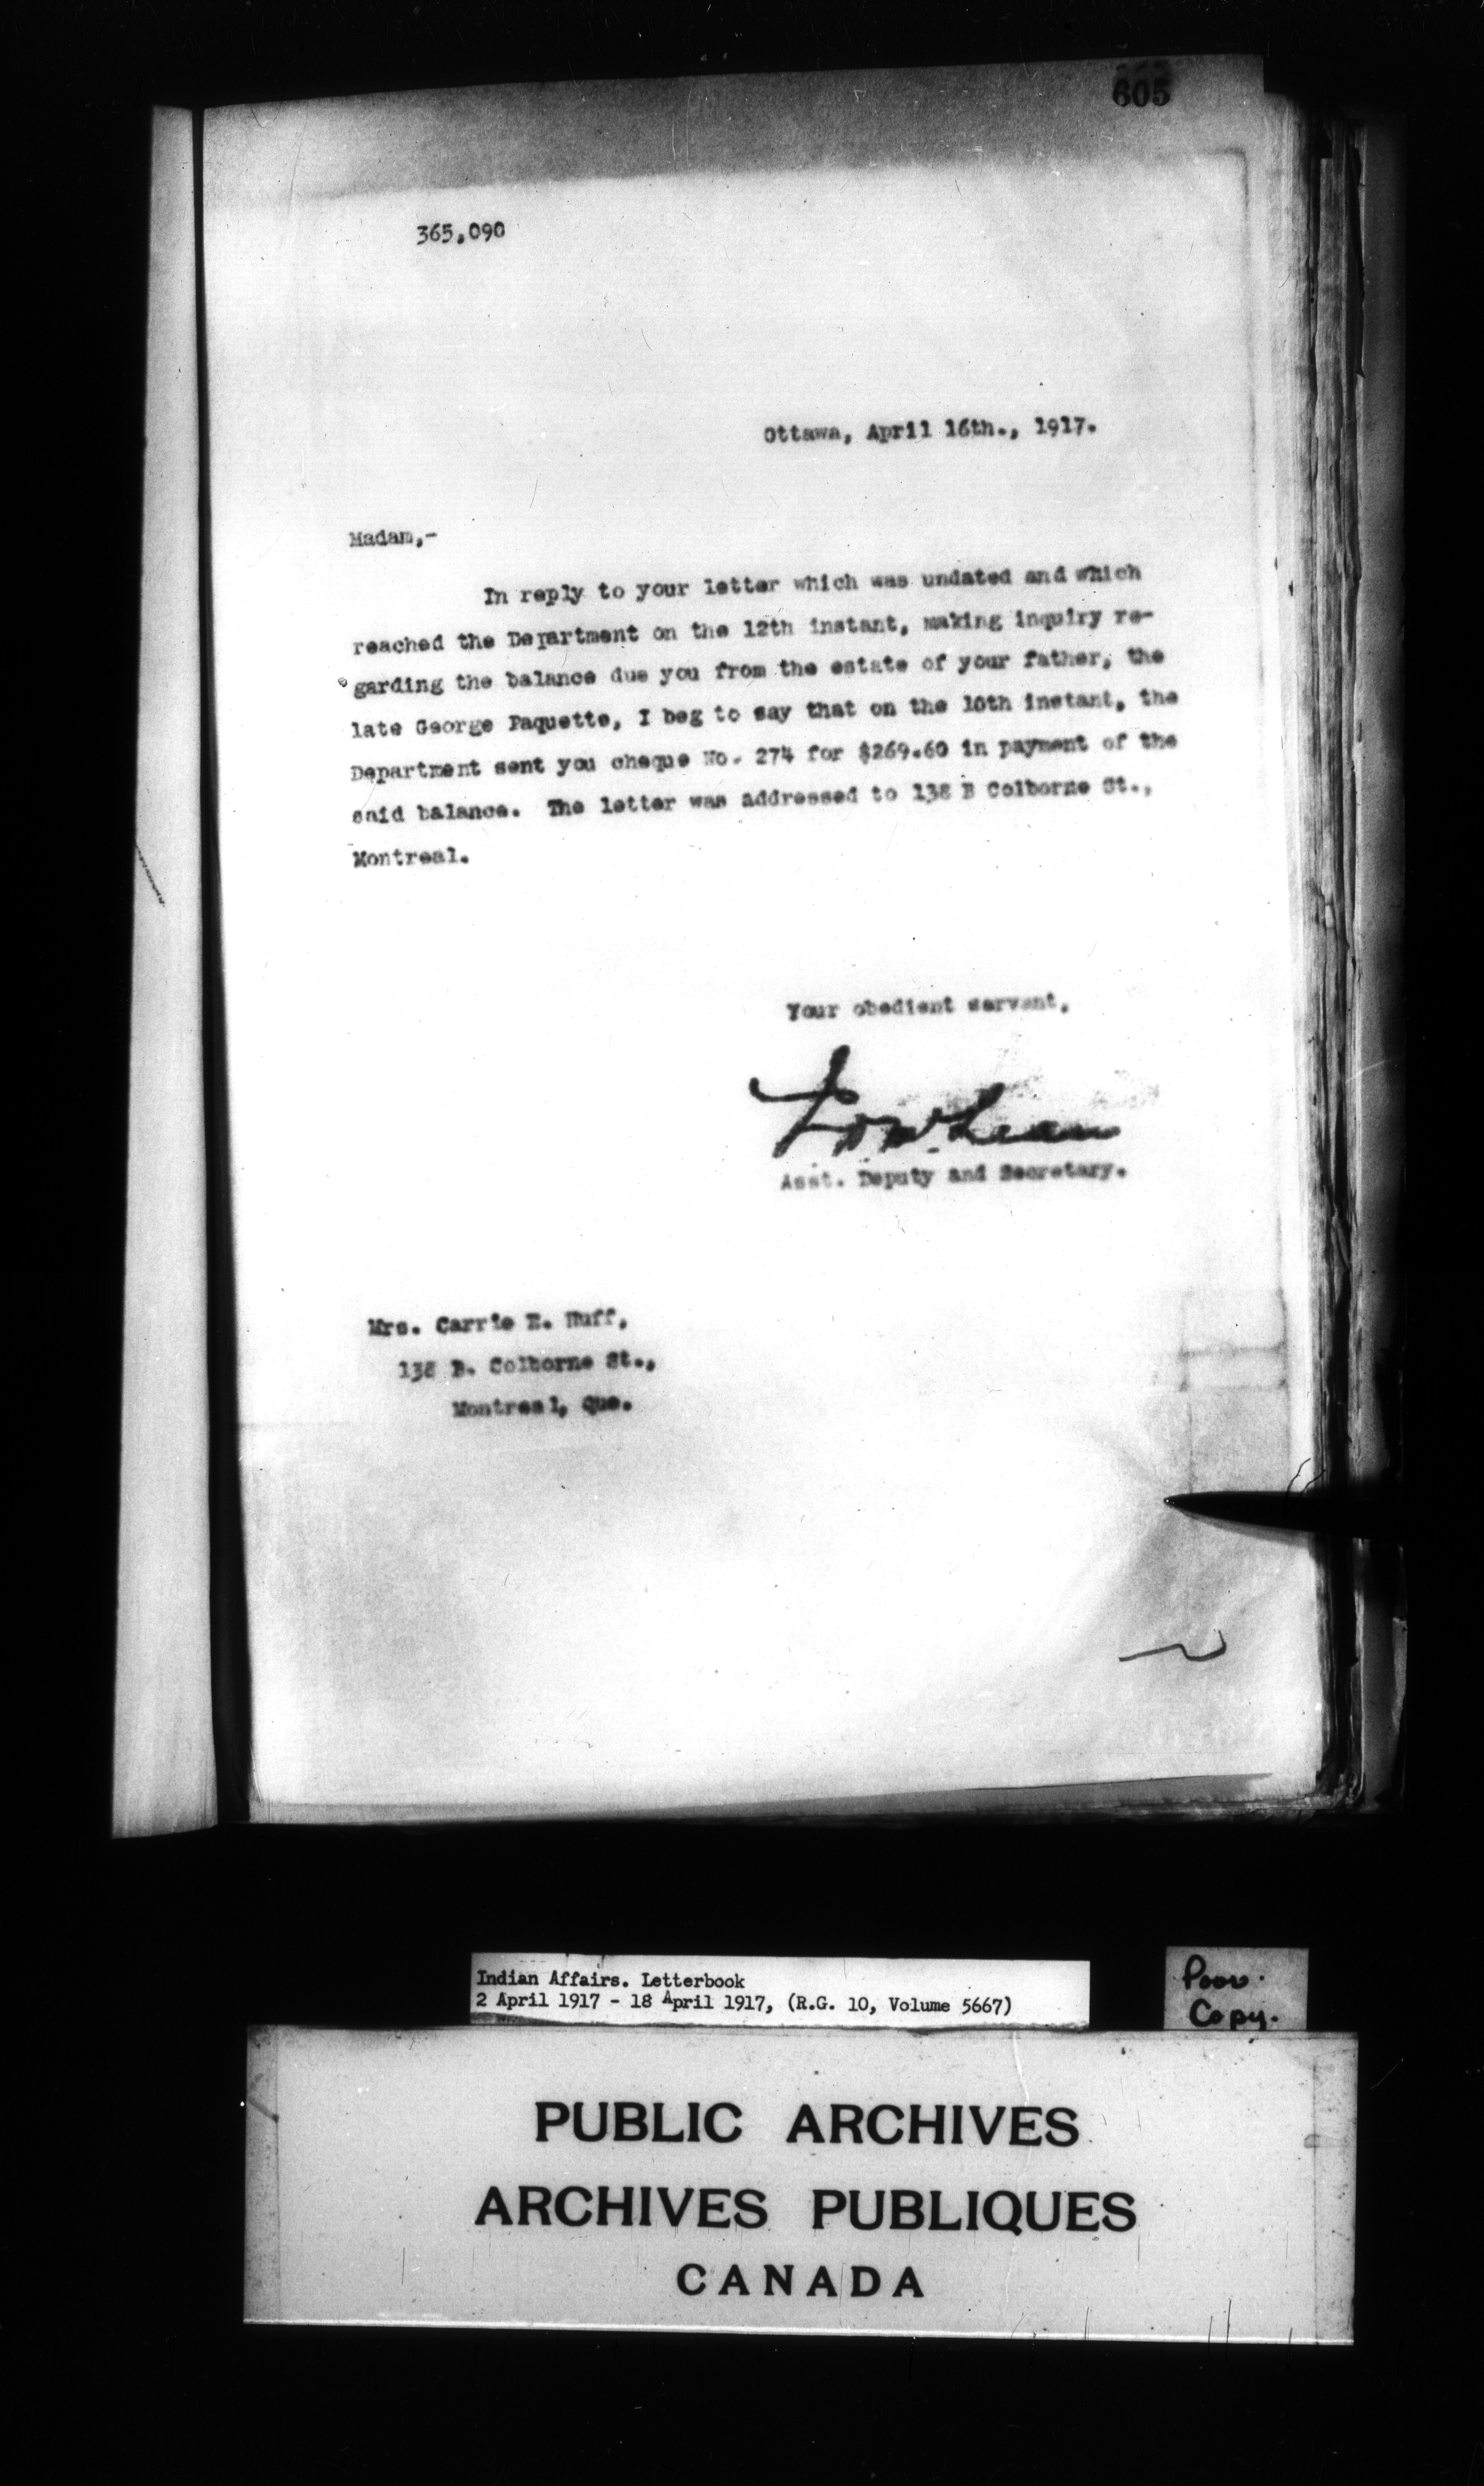 605
365,090
Ottawa, April 16th., 1917.
Madam,-
In reply to your letter which was undated and which
reached the Department on the 12th instant, making inquiry re-
garding the balance due you from the estate of your father, the
late George Paquette, I beg to say that on the 10th instant, the
Department sent you cheque No. 274 for $269.60 in payment of the
said balance. The letter was addressed to 138 B Colborne St.,
Montreal.
Your obedient servant,
Asst. Deputy and Secretary.
Mrs. Carrie E. Huff,
138 B. Colborne St.,
Montreal, Que.
Indian Affairs. Letterbook
2 April 1917 - 18 April 1917, (R.G. 10, Volume 5667)
Poor
Copy.
PUBLIC ARCHIVES
ARCHIVES PUBLIQUES
CANADA